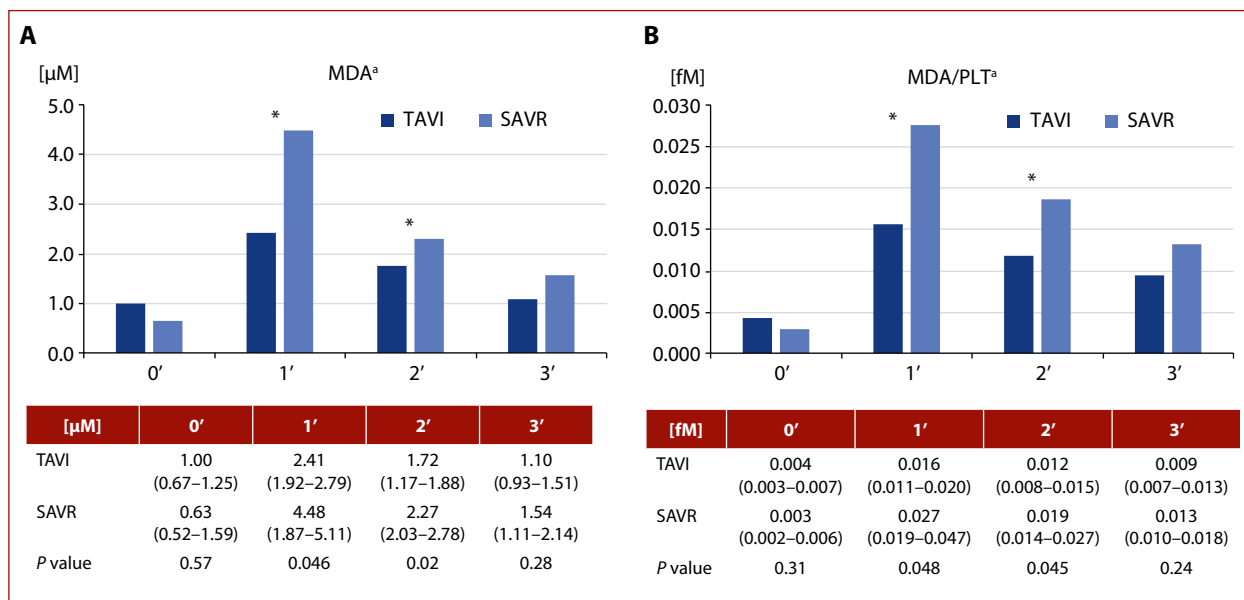 A
[µM]
MDAᵃ
TAVI SAVR
5.0
4.0
3.0
2.0
1.0
0.0
*
*
0′ 1′ 2′ 3′
[µM] 0′ 1′ 2′ 3′
TAVI 1.00 2.41 1.72 1.10
(0.67–1.25) (1.92–2.79) (1.17–1.88) (0.93–1.51)
SAVR 0.63 4.48 2.27 1.54
(0.52–1.59) (1.87–5.11) (2.03–2.78) (1.11–2.14)
P value 0.57 0.046 0.02 0.28
B
[fM]
MDA/PLTᵃ
TAVI SAVR
0.030
0.025
0.020
0.015
0.010
0.005
0.000
*
*
0′ 1′ 2′ 3′
[fM] 0′ 1′ 2′ 3′
TAVI 0.004 0.016 0.012 0.009
(0.003–0.007) (0.011–0.020) (0.008–0.015) (0.007–0.013)
SAVR 0.003 0.027 0.019 0.013
(0.002–0.006) (0.019–0.047) (0.014–0.027) (0.010–0.018)
P value 0.31 0.048 0.045 0.24